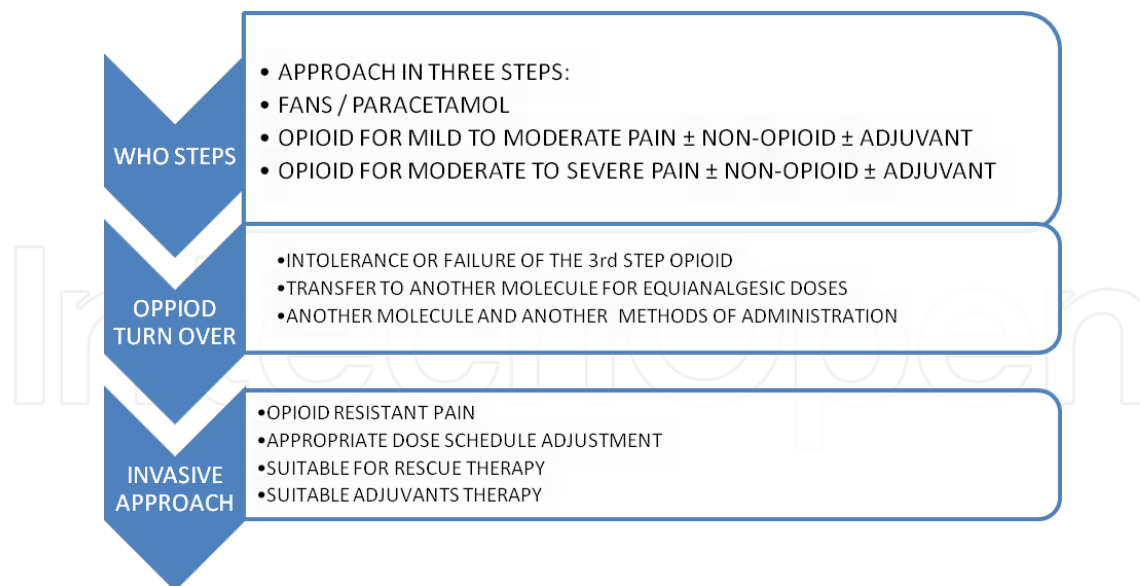 • APPROACH IN THREE STEPS:
• FANS / PARACETAMOL
• OPIOID FOR MILD TO MODERATE PAIN ± NON-OPIOID ± ADJUVANT
• OPIOID FOR MODERATE TO SEVERE PAIN ± NON-OPIOID ± ADJUVANT
WHO STEPS
•INTOLERANCE OR FAILURE OF THE 3rd STEP OPIOID
•TRANSFER TO ANOTHER MOLECULE FOR EQUIANALGESIC DOSES
•ANOTHER MOLECULE AND ANOTHER METHODS OF ADMINISTRATION
OPPIOD
TURN OVER
•OPIOID RESISTANT PAIN
•APPROPRIATE DOSE SCHEDULE ADJUSTMENT
•SUITABLE FOR RESCUE THERAPY
•SUITABLE ADJUVANTS THERAPY
INVASIVE
APPROACH
IntechOpen